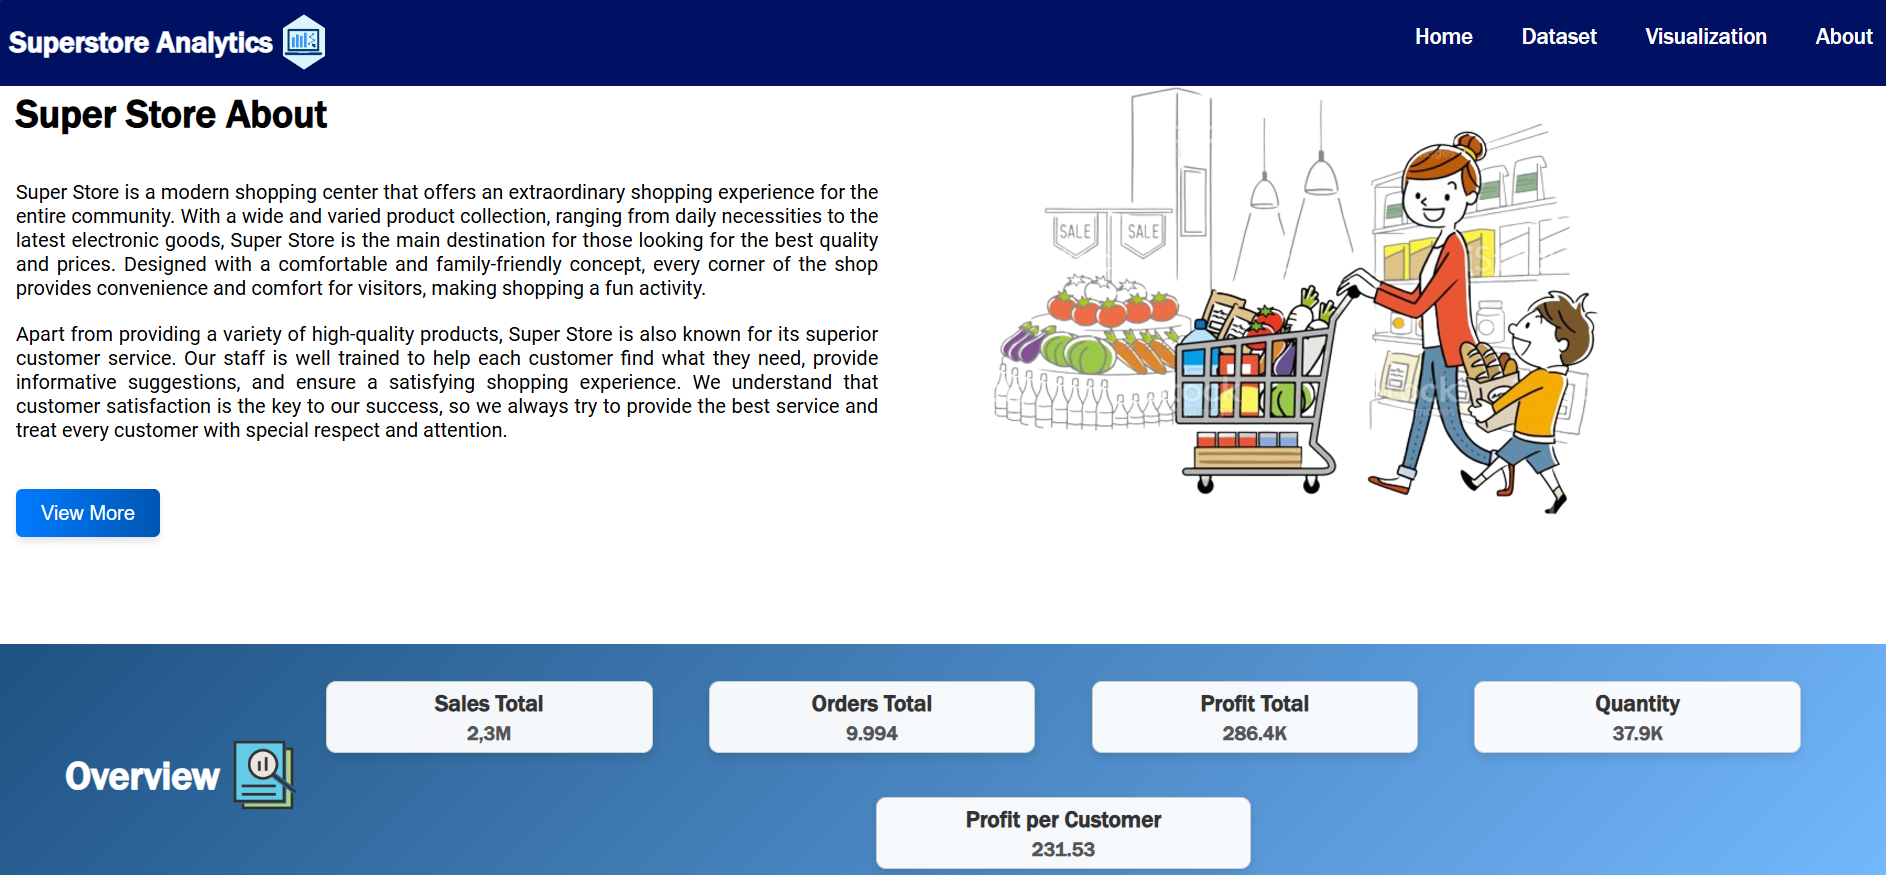 Superstore Analytics
Home Dataset Visualization About
Super Store About
Super Store is a modern shopping center that offers an extraordinary shopping experience for the
entire community. With a wide and varied product collection, ranging from daily necessities to the
latest electronic goods, Super Store is the main destination for those looking for the best quality
and prices. Designed with a comfortable and family-friendly concept, every corner of the shop
provides convenience and comfort for visitors, making shopping a fun activity.
Apart from providing a variety of high-quality products, Super Store is also known for its superior
customer service. Our staff is well trained to help each customer find what they need, provide
informative suggestions, and ensure a satisfying shopping experience. We understand that
customer satisfaction is the key to our success, so we always try to provide the best service and
treat every customer with special respect and attention.
View More
SALE SALE
Overview
Sales Total
2,3M
Orders Total
9.994
Profit Total
286.4K
Quantity
37.9K
Profit per Customer
231.53